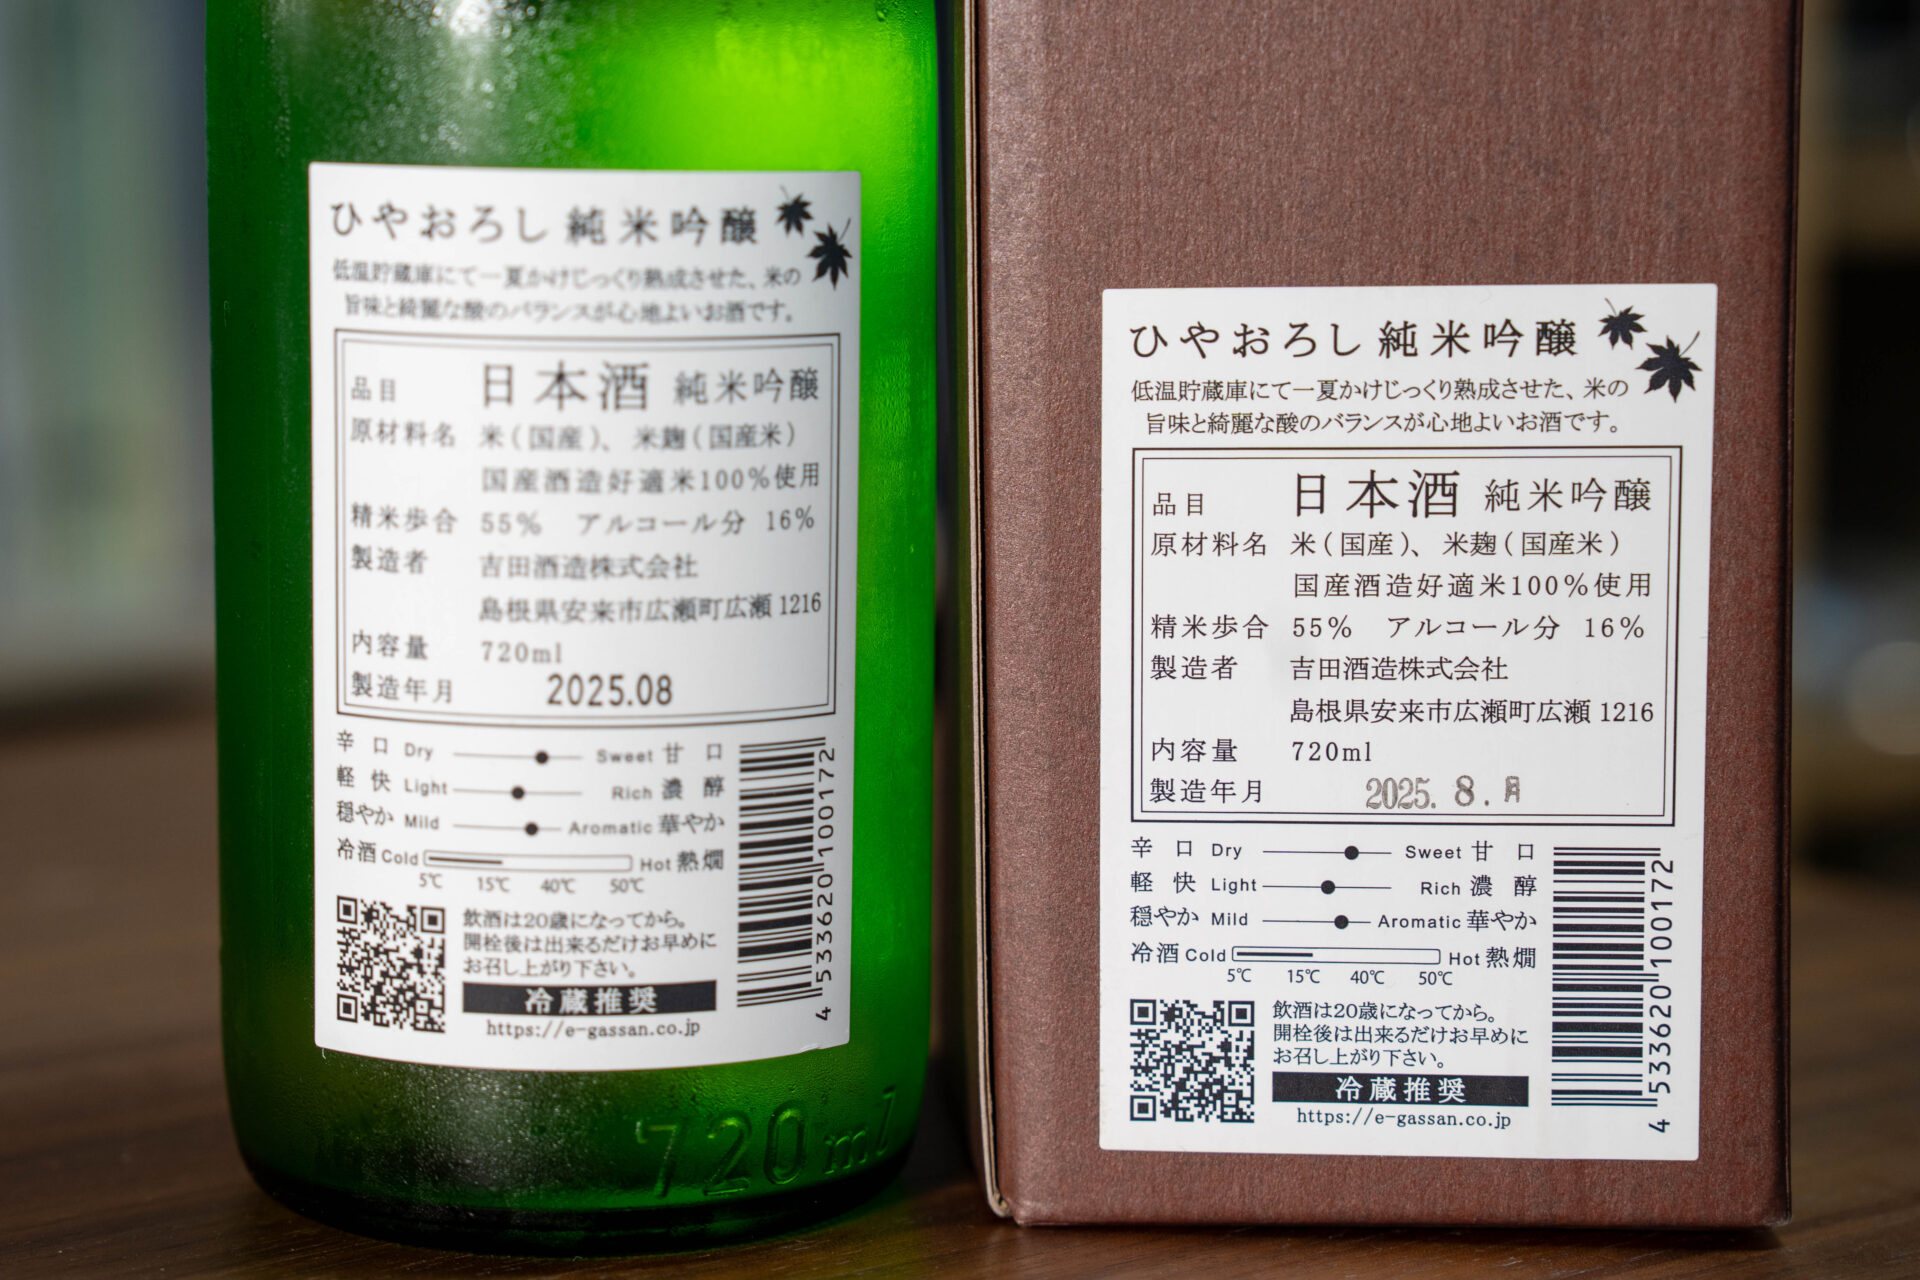 ひやおろし 純米吟醸
低温貯蔵庫にて一夏かけじっくり熟成させた、米の
旨味と綺麗な酸のバランスが心地よいお酒です。
品目 日本酒 純米吟醸
原材料名 米(国産)、米麹(国産米)
国産酒造好適米100%使用
精米歩合 55% アルコール分 16%
製造者 吉田酒造株式会社
島根県安来市広瀬町広瀬 1216
内容量 720ml
製造年月 2025.08
辛口 Dry Sweet 甘口
軽快 Light Rich 濃醇
穏やか Mild Aromatic 華やか
冷酒 Cold Hot 熱燗
5℃ 15℃ 40℃ 50℃
飲酒は20歳になってから。
開栓後は出来るだけお早めに
お召し上がり下さい。
冷蔵推奨
https://e-gassan.co.jp
4 533620 100172
720ml
ひやおろし 純米吟醸
低温貯蔵庫にて一夏かけじっくり熟成させた、米の
旨味と綺麗な酸のバランスが心地よいお酒です。
品目 日本酒 純米吟醸
原材料名 米(国産)、米麹(国産米)
国産酒造好適米100%使用
精米歩合 55% アルコール分 16%
製造者 吉田酒造株式会社
島根県安来市広瀬町広瀬 1216
内容量 720ml
製造年月 2025. 8. 月
辛口 Dry Sweet 甘口
軽快 Light Rich 濃醇
穏やか Mild Aromatic 華やか
冷酒 Cold Hot 熱燗
5℃ 15℃ 40℃ 50℃
飲酒は20歳になってから。
開栓後は出来るだけお早めに
お召し上がり下さい。
冷蔵推奨
https://e-gassan.co.jp
4 533620 100172